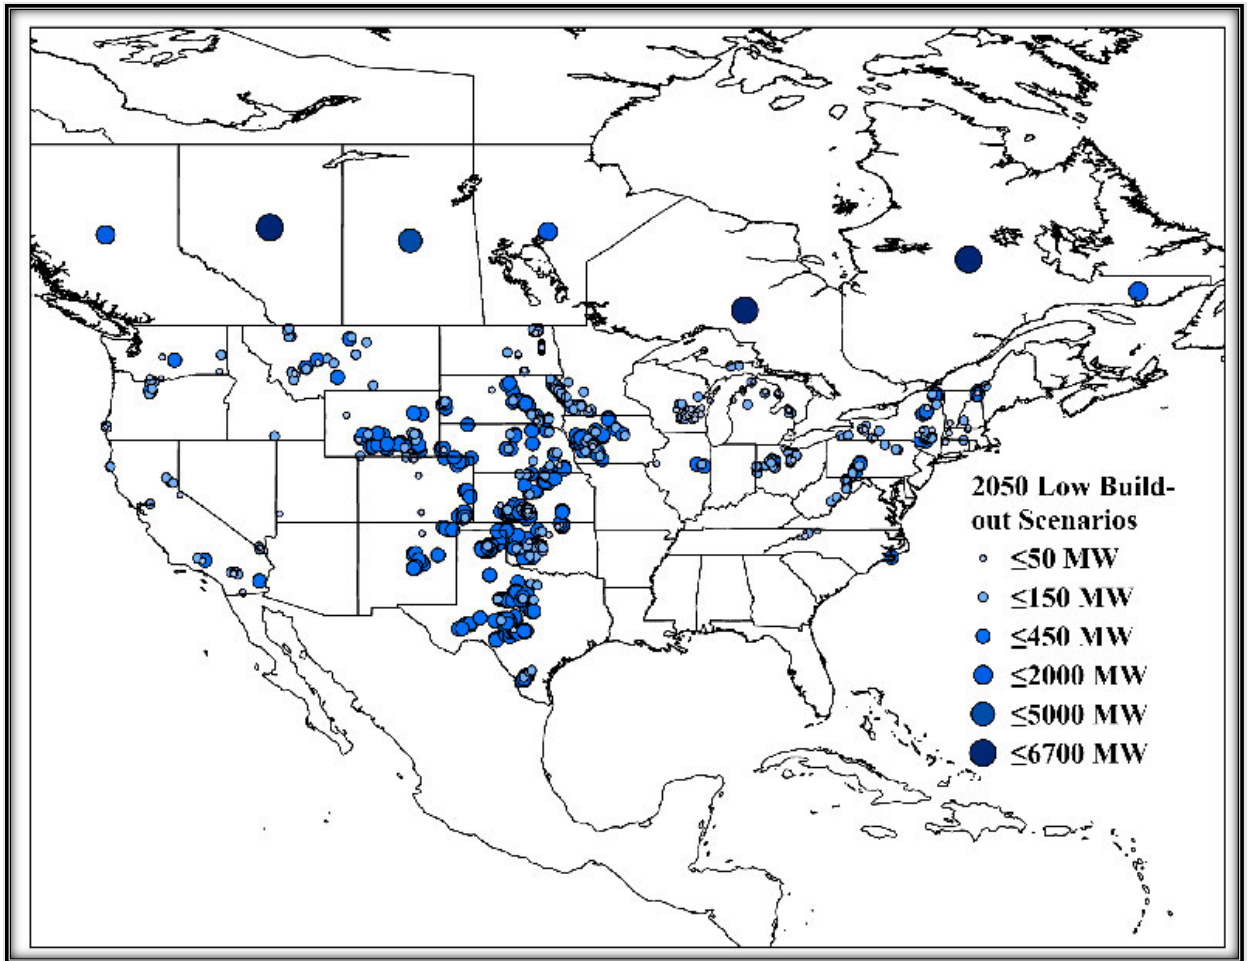 2050 Low Build-
out Scenarios
≤50 MW
≤150 MW
≤450 MW
≤2000 MW
≤5000 MW
≤6700 MW